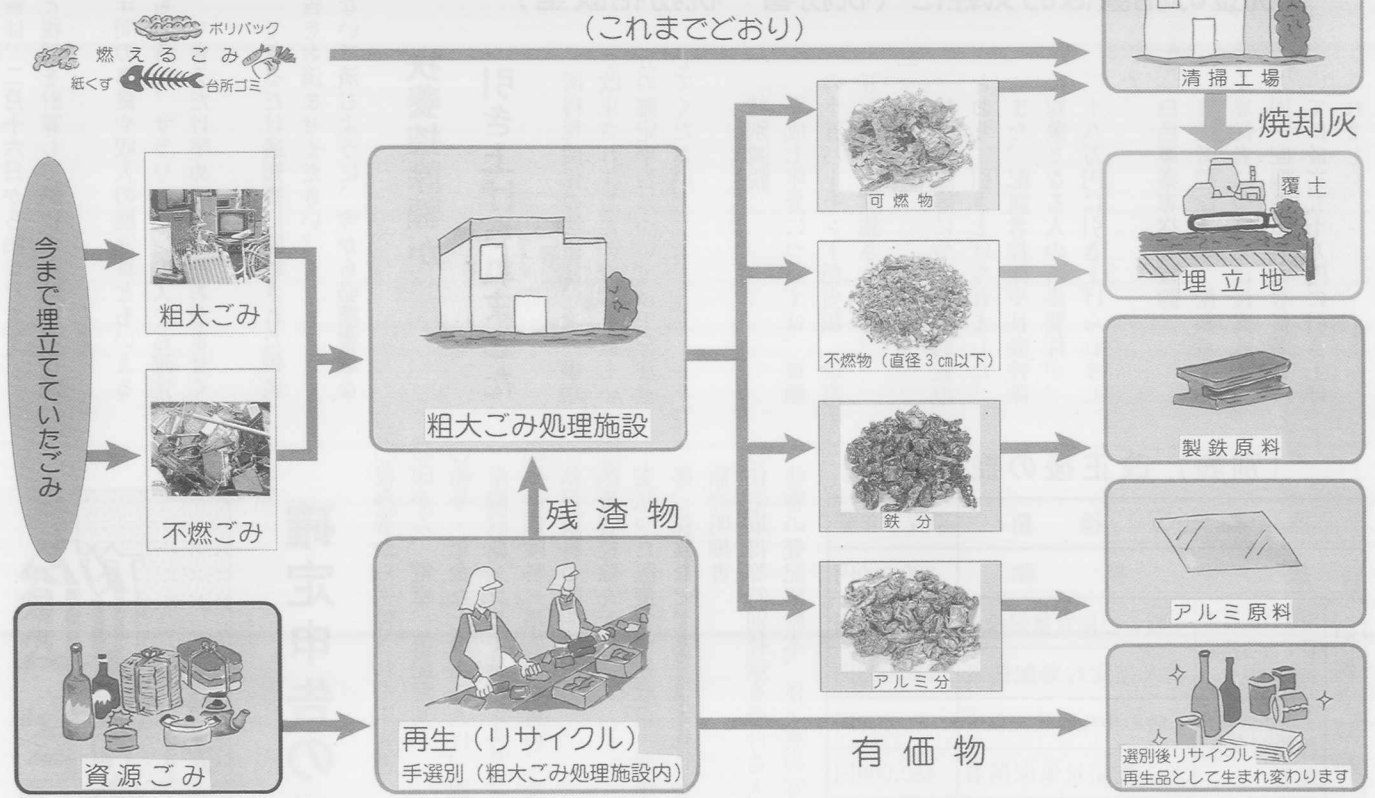 ポリパック
燃えるごみ
紙くず
台所ゴミ
(これまでどおり)
清掃工場
焼却灰
覆土
埋立地
今まで埋立てていたごみ
粗大ごみ
不燃ごみ
粗大ごみ処理施設
可燃物
不燃物(直径3cm以下)
鉄分
アルミ分
製鉄原料
アルミ原料
残渣物
資源ごみ
再生(リサイクル)
手選別(粗大ごみ処理施設内)
有価物
選別後リサイクル
再生品として生まれ変わります